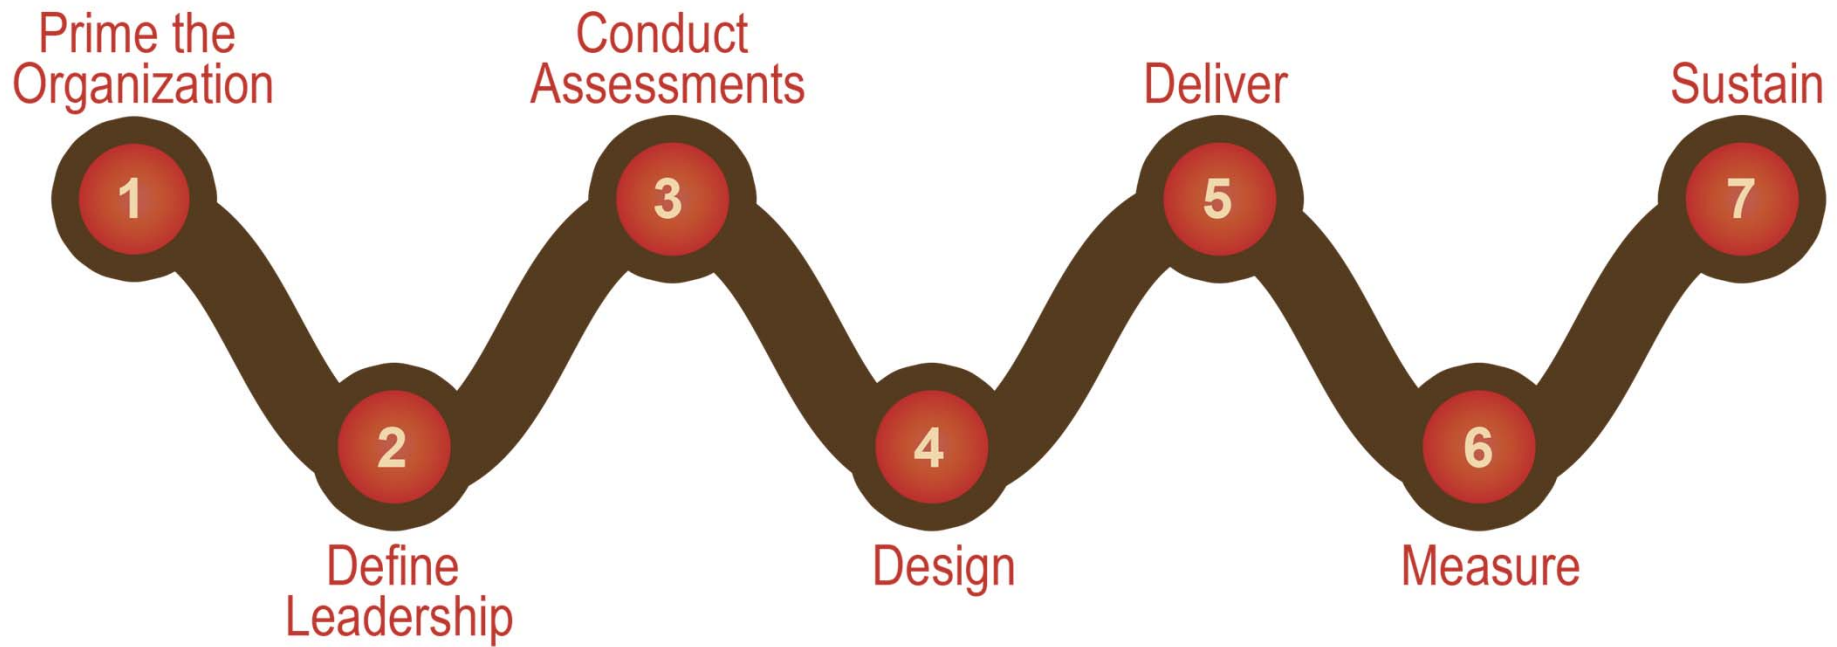 Prime the
Organization
1
Define
Leadership
2
Conduct
Assessments
3
Design
4
Deliver
5
Measure
6
Sustain
7